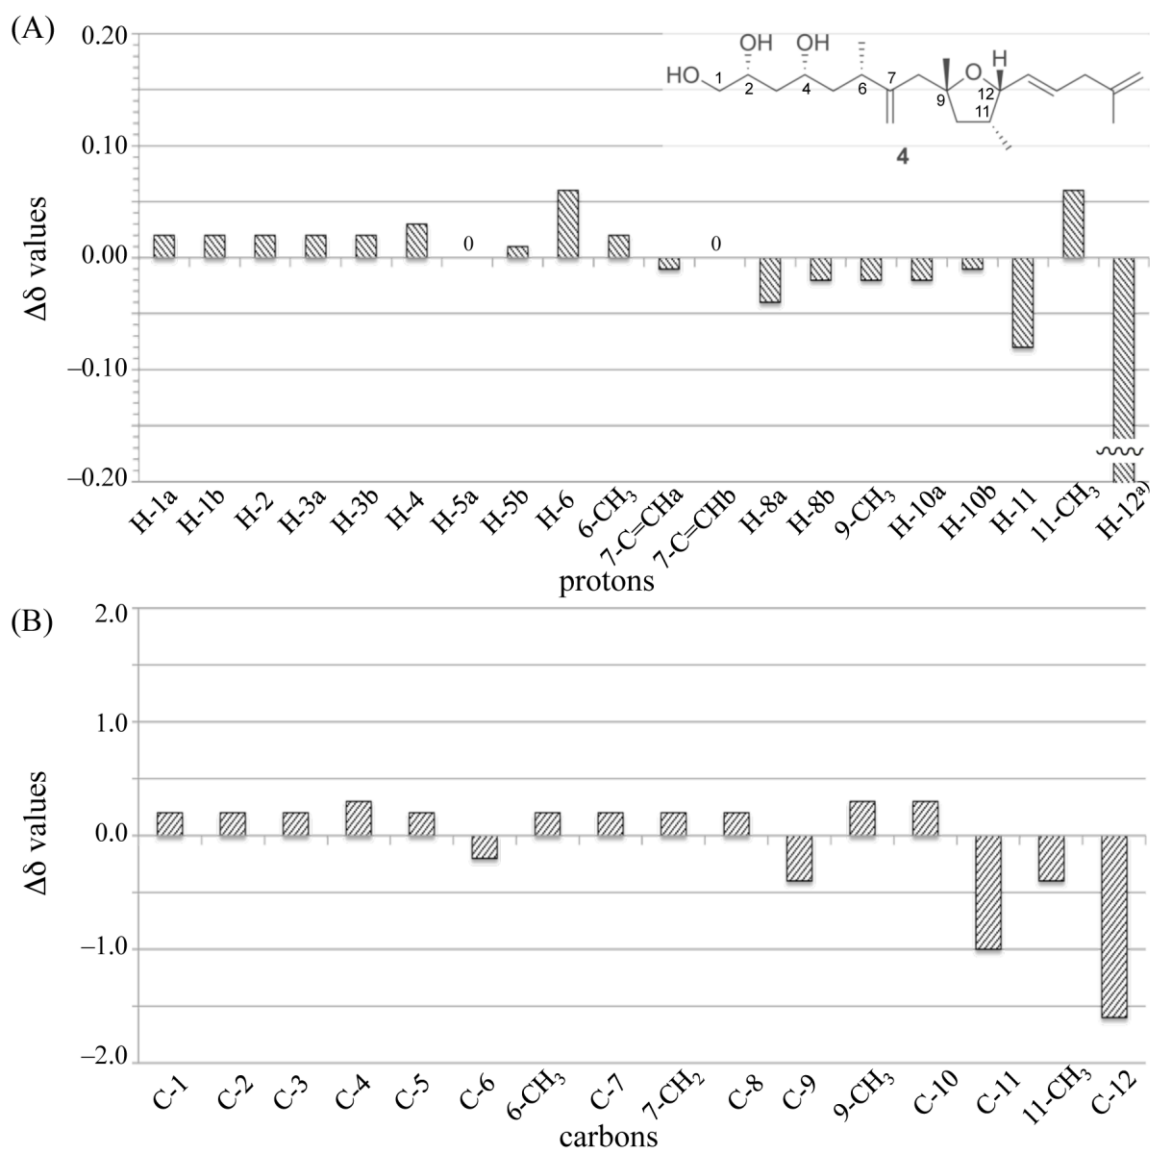 (A)
0.20
0.10
0.00
–0.10
–0.20
Δδ values
HO
1
OH
2
OH
4
6
7
9
O
H
12
11
4
0
0
H-1a
H-1b
H-2
H-3a
H-3b
H-4
H-5a
H-5b
H-6
6-CH₃
7-C=CHa
7-C=CHb
H-8a
H-8b
9-CH₃
H-10a
H-10b
H-11
11-CH₃
H-12ᵃ⁾
protons
(B)
2.0
1.0
0.0
–1.0
–2.0
Δδ values
C-1
C-2
C-3
C-4
C-5
C-6
6-CH₃
C-7
7-CH₂
C-8
C-9
9-CH₃
C-10
C-11
11-CH₃
C-12
carbons